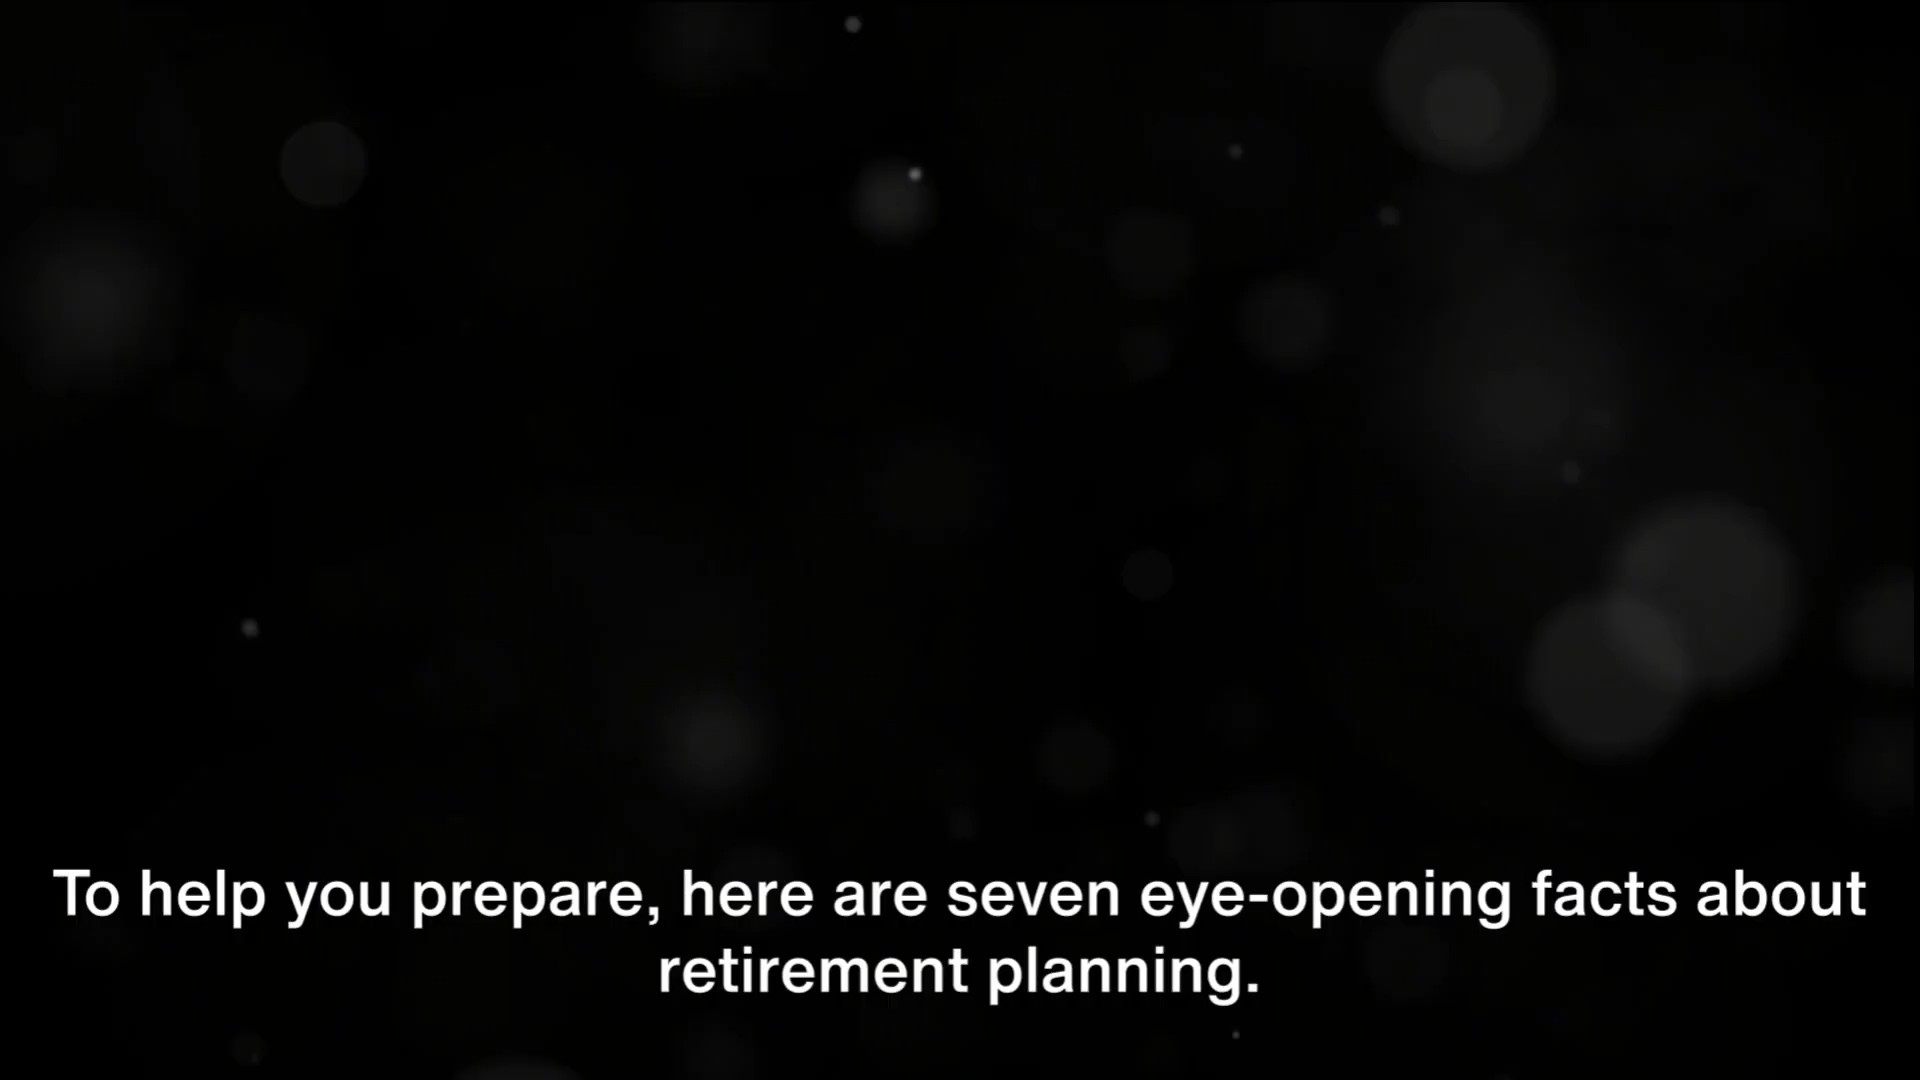 To help you prepare, here are seven eye-opening facts about
retirement planning.